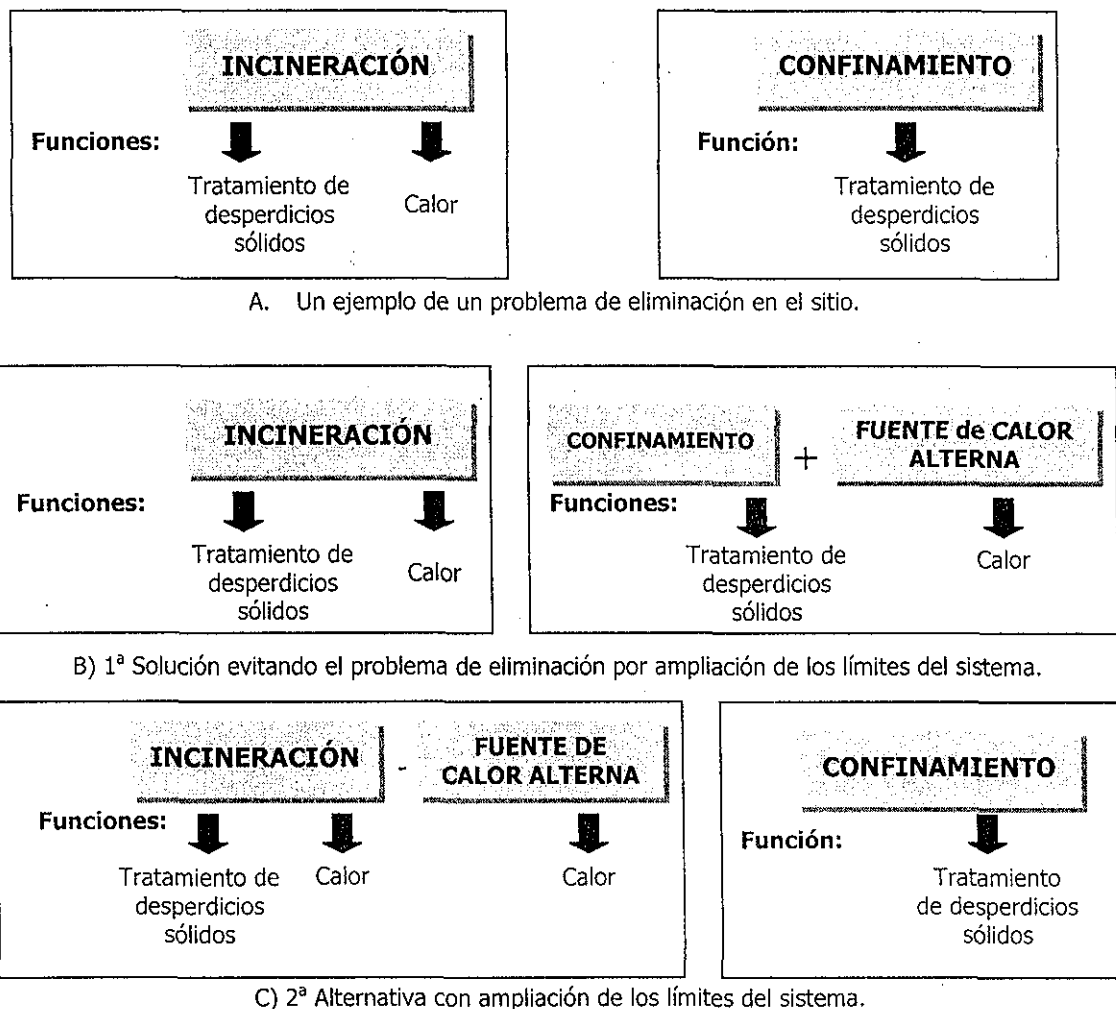 INCINERACIÓN
Funciones:
Tratamiento de
desperdicios
sólidos
Calor
CONFINAMIENTO
Función:
Tratamiento de
desperdicios
sólidos
A. Un ejemplo de un problema de eliminación en el sitio.
INCINERACIÓN
Funciones:
Tratamiento de
desperdicios
sólidos
Calor
CONFINAMIENTO
+
FUENTE de CALOR
ALTERNA
Funciones:
Tratamiento de
desperdicios
sólidos
Calor
B) 1ª Solución evitando el problema de eliminación por ampliación de los límites del sistema.
INCINERACIÓN
-
FUENTE DE
CALOR ALTERNA
Funciones:
Tratamiento de
desperdicios
sólidos
Calor
Calor
CONFINAMIENTO
Función:
Tratamiento
de desperdicios
sólidos
C) 2ª Alternativa con ampliación de los límites del sistema.